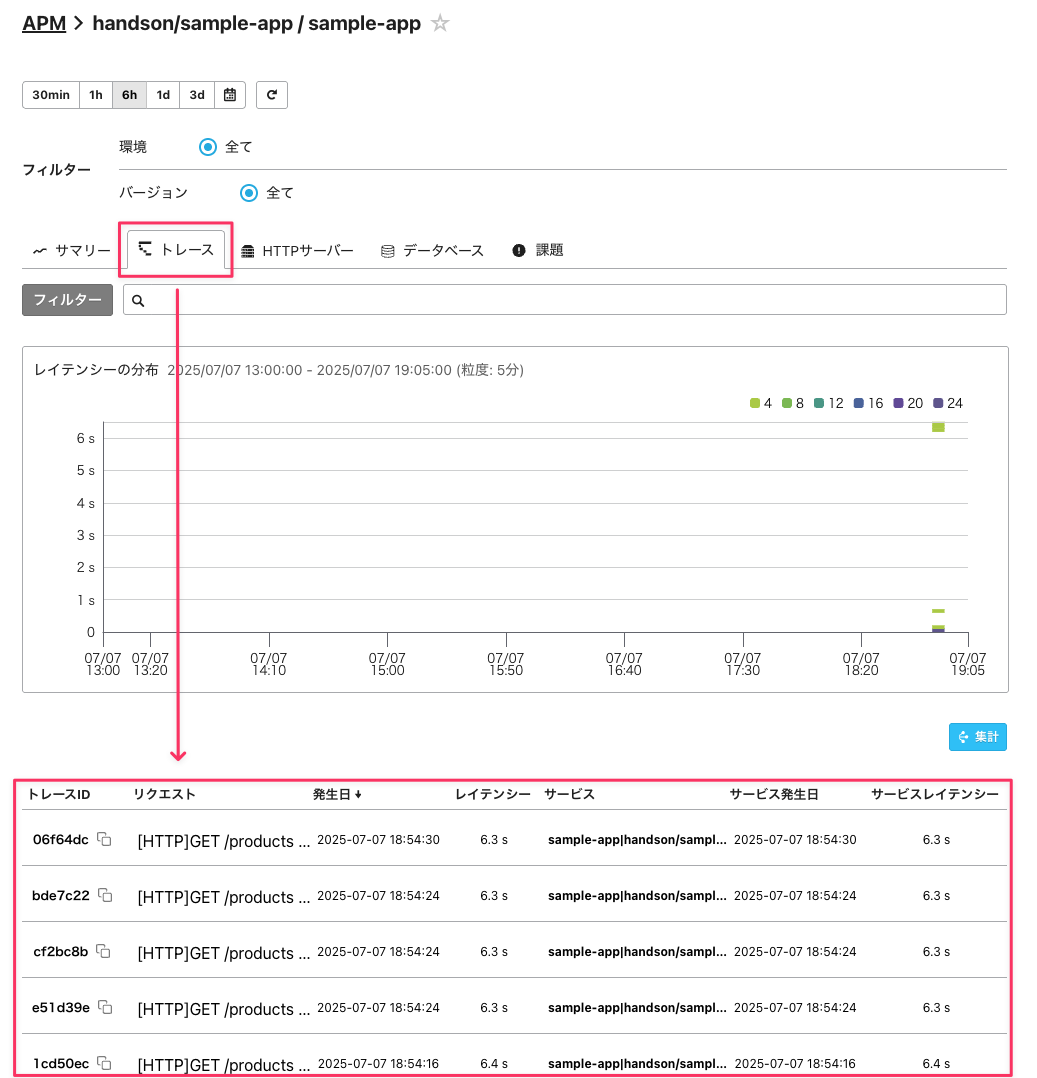 APM > handson/sample-app / sample-app
30min 1h 6h 1d 3d
フィルター
環境 全て
バージョン 全て
サマリー トレース HTTPサーバー データベース 課題
フィルター
レイテンシーの分布 2025/07/07 13:00:00 - 2025/07/07 19:05:00 (粒度: 5分)
4 8 12 16 20 24
6 s
5 s
4 s
3 s
2 s
1 s
0
07/07 13:00
07/07 13:20
07/07 14:10
07/07 15:00
07/07 15:50
07/07 16:40
07/07 17:30
07/07 18:20
07/07 19:05
集計
トレースID リクエスト 発生日 レイテンシー サービス サービス発生日 サービスレイテンシー
06f64dc [HTTP]GET /products ... 2025-07-07 18:54:30 6.3 s sample-app|handson/sampl... 2025-07-07 18:54:30 6.3 s
bde7c22 [HTTP]GET /products ... 2025-07-07 18:54:24 6.3 s sample-app|handson/sampl... 2025-07-07 18:54:24 6.3 s
cf2bc8b [HTTP]GET /products ... 2025-07-07 18:54:24 6.3 s sample-app|handson/sampl... 2025-07-07 18:54:24 6.3 s
e51d39e [HTTP]GET /products ... 2025-07-07 18:54:24 6.3 s sample-app|handson/sampl... 2025-07-07 18:54:24 6.3 s
1cd50ec [HTTP]GET /products ... 2025-07-07 18:54:16 6.4 s sample-app|handson/sampl... 2025-07-07 18:54:16 6.4 s